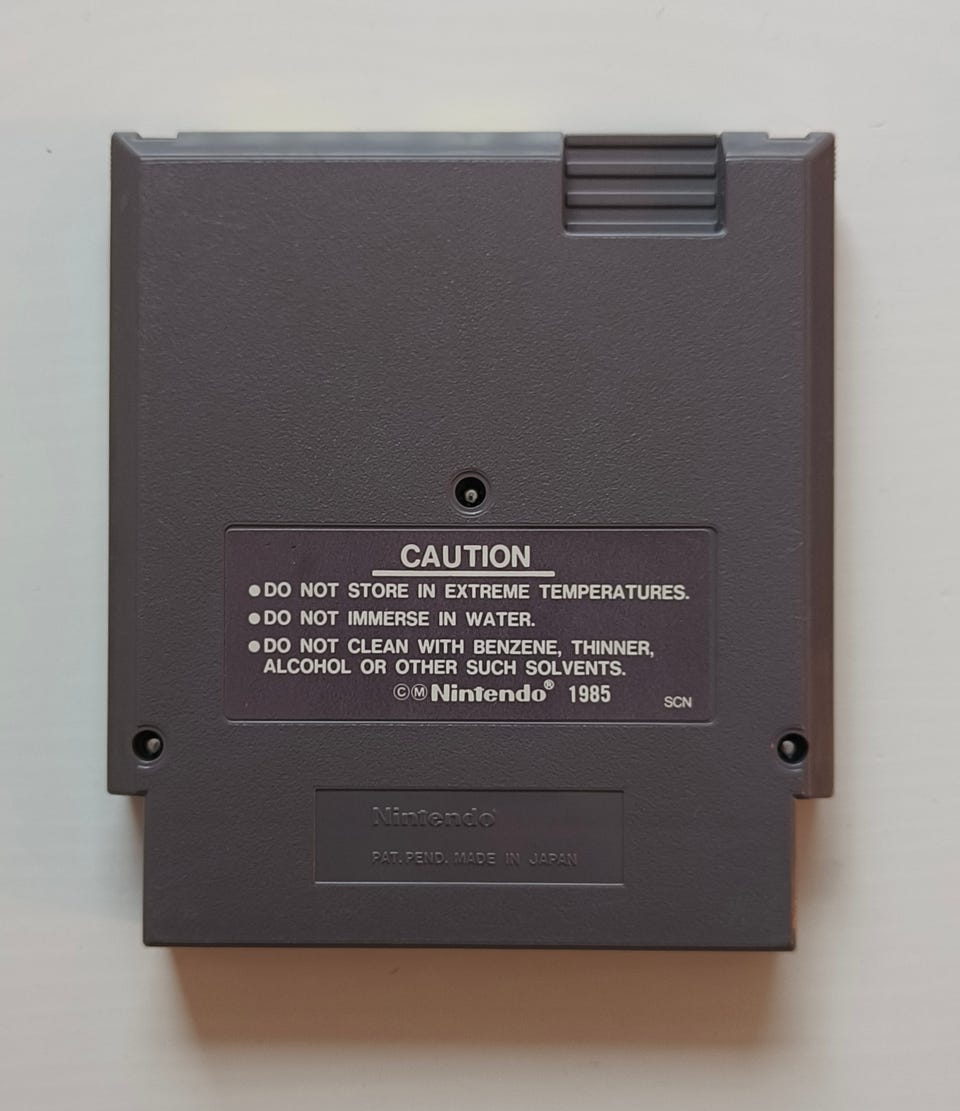 CAUTION
●DO NOT STORE IN EXTREME TEMPERATURES.
●DO NOT IMMERSE IN WATER.
●DO NOT CLEAN WITH BENZENE, THINNER,
ALCOHOL OR OTHER SUCH SOLVENTS.
©Ⓜ Nintendo® 1985
SCN
Nintendo®
PAT. PEND. MADE IN JAPAN